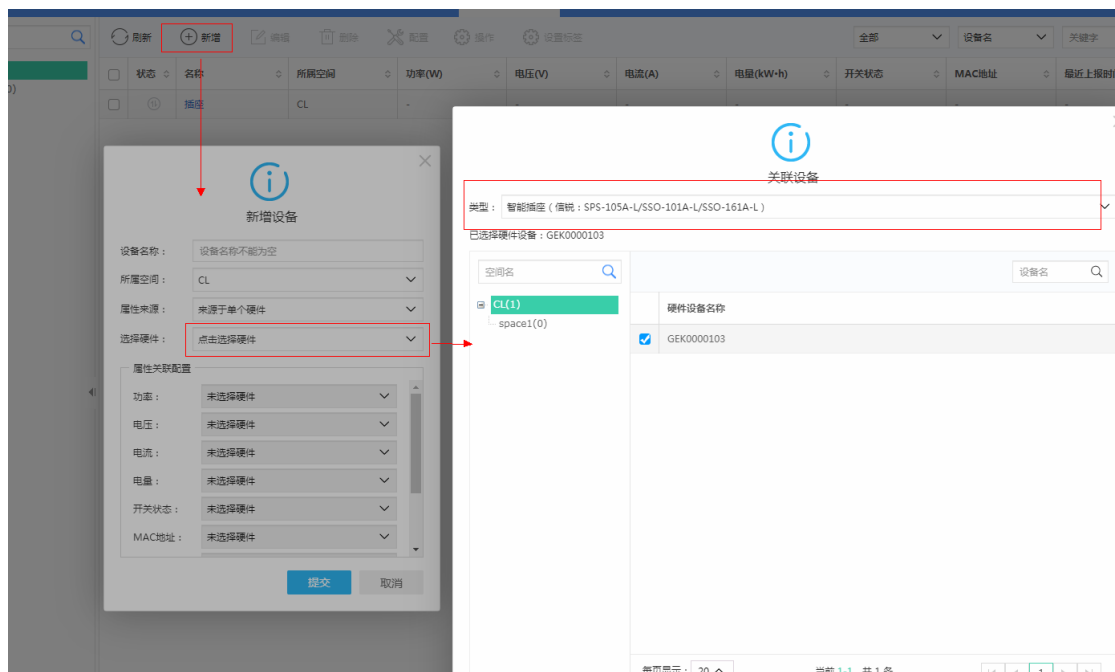 刷新 新增 编辑 删除 配置 操作 设置标签 全部 设备名 关键字
状态 名称 所属空间 功率(W) 电压(V) 电流(A) 电量(kW·h) 开关状态 MAC地址 最近上报时
0)
插座 CL - - - - - - -
关联设备
类型： 智能插座（信锐：SPS-105A-L/SSO-101A-L/SSO-161A-L）
已选择硬件设备：GEK0000103
空间名 设备名
CL(1) 硬件设备名称
space1(0)
GEK0000103
新增设备
设备名称： 设备名称不能为空
所属空间： CL
属性来源： 来源于单个硬件
选择硬件： 点击选择硬件
属性关联配置
功率： 未选择硬件
电压： 未选择硬件
电流： 未选择硬件
电量： 未选择硬件
开关状态： 未选择硬件
MAC地址： 未选择硬件
提交 取消
每页显示： 20 当前 1-1 共 1 条 1